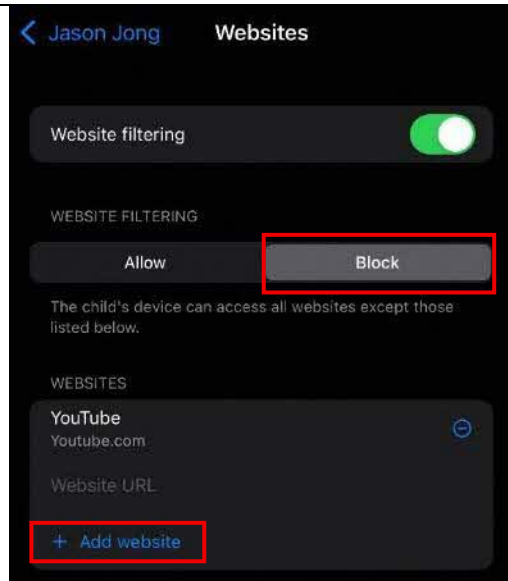 Jason Jong Websites
Website filtering
WEBSITE FILTERING
Allow Block
The child's device can access all websites except those
listed below.
WEBSITES
YouTube
Youtube.com
Website URL
+ Add website